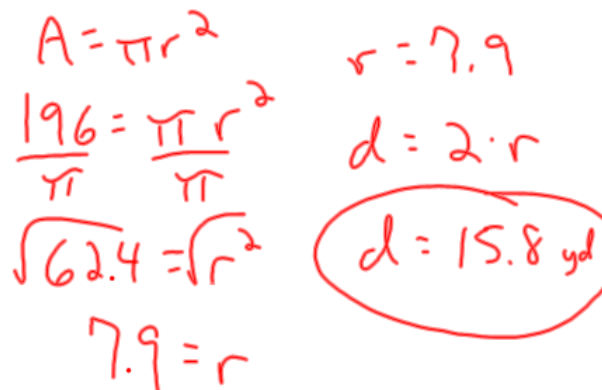 A = πr²
196/π = πr²/π
√62.4 = √r²
7.9 = r
r = 7.9
d = 2·r
d = 15.8 yd